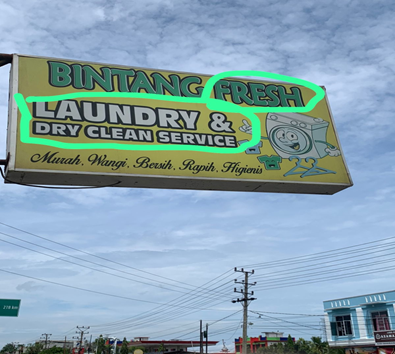 BINTANG FRESH
LAUNDRY &
DRY CLEAN SERVICE
Murah, Wangi, Bersih, Rapih, Higienis